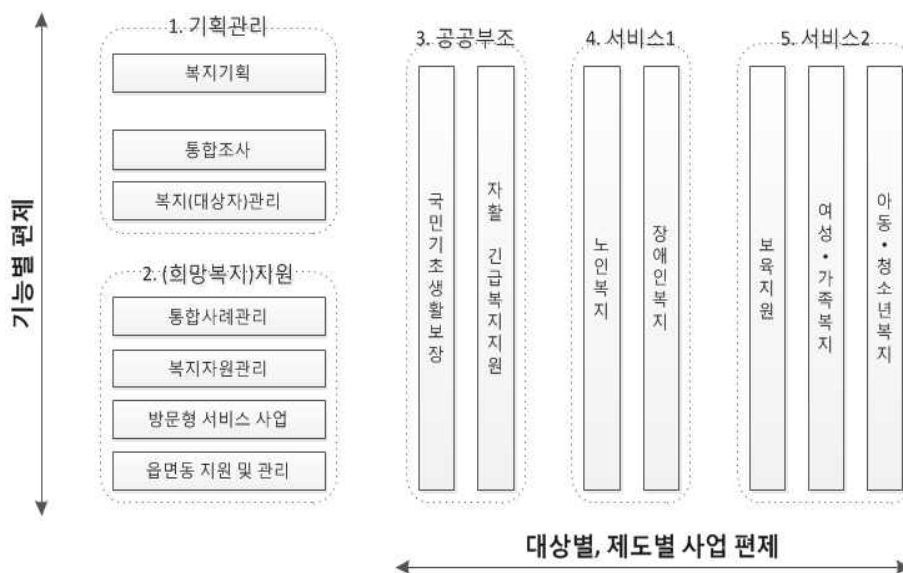 기능별 편제
1. 기획관리
복지기획
통합조사
복지(대상자)관리
2. (희망복지)지원
통합사례관리
복지자원관리
방문형 서비스 사업
읍면동 지원 및 관리
3. 공공부조
국민기초생활보장
자활 긴급복지지원
4. 서비스1
노인복지
장애인복지
5. 서비스2
보육지원
여성•가족복지
아동•청소년복지
대상별, 제도별 사업 편제